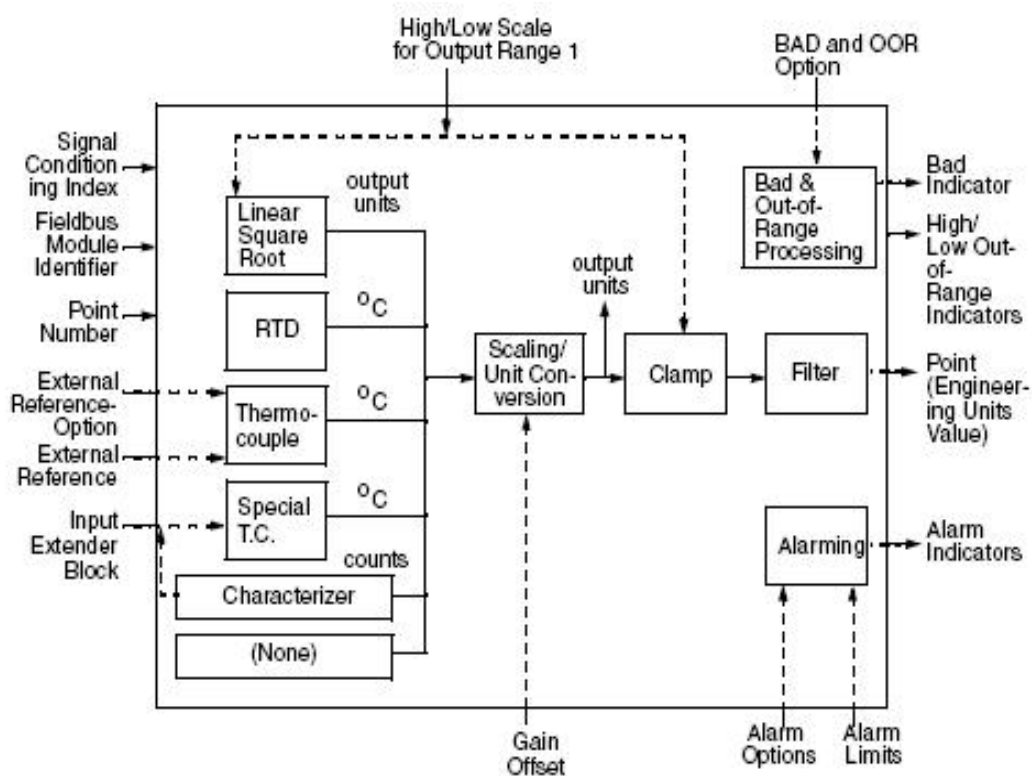 High/Low Scale
for Output Range 1
BAD and OOR
Option
Signal
Condition
ing Index
Fieldbus
Module
Identifier
Point
Number
External
Reference-
Option
External
Reference
Input
Extender
Block
output
units
Linear
Square
Root
°C
RTD
°C
Thermo-
couple
°C
Special
T.C.
counts
Characterizer
(None)
Scaling/
Unit Con-
version
output
units
Clamp
Filter
Bad &
Out-of-
Range
Processing
Bad
Indicator
High/
Low Out-
of-
Range
Indicators
Point
(Engineer-
ing Units
Value)
Alarming
Alarm
Indicators
Gain
Offset
Alarm
Options
Alarm
Limits